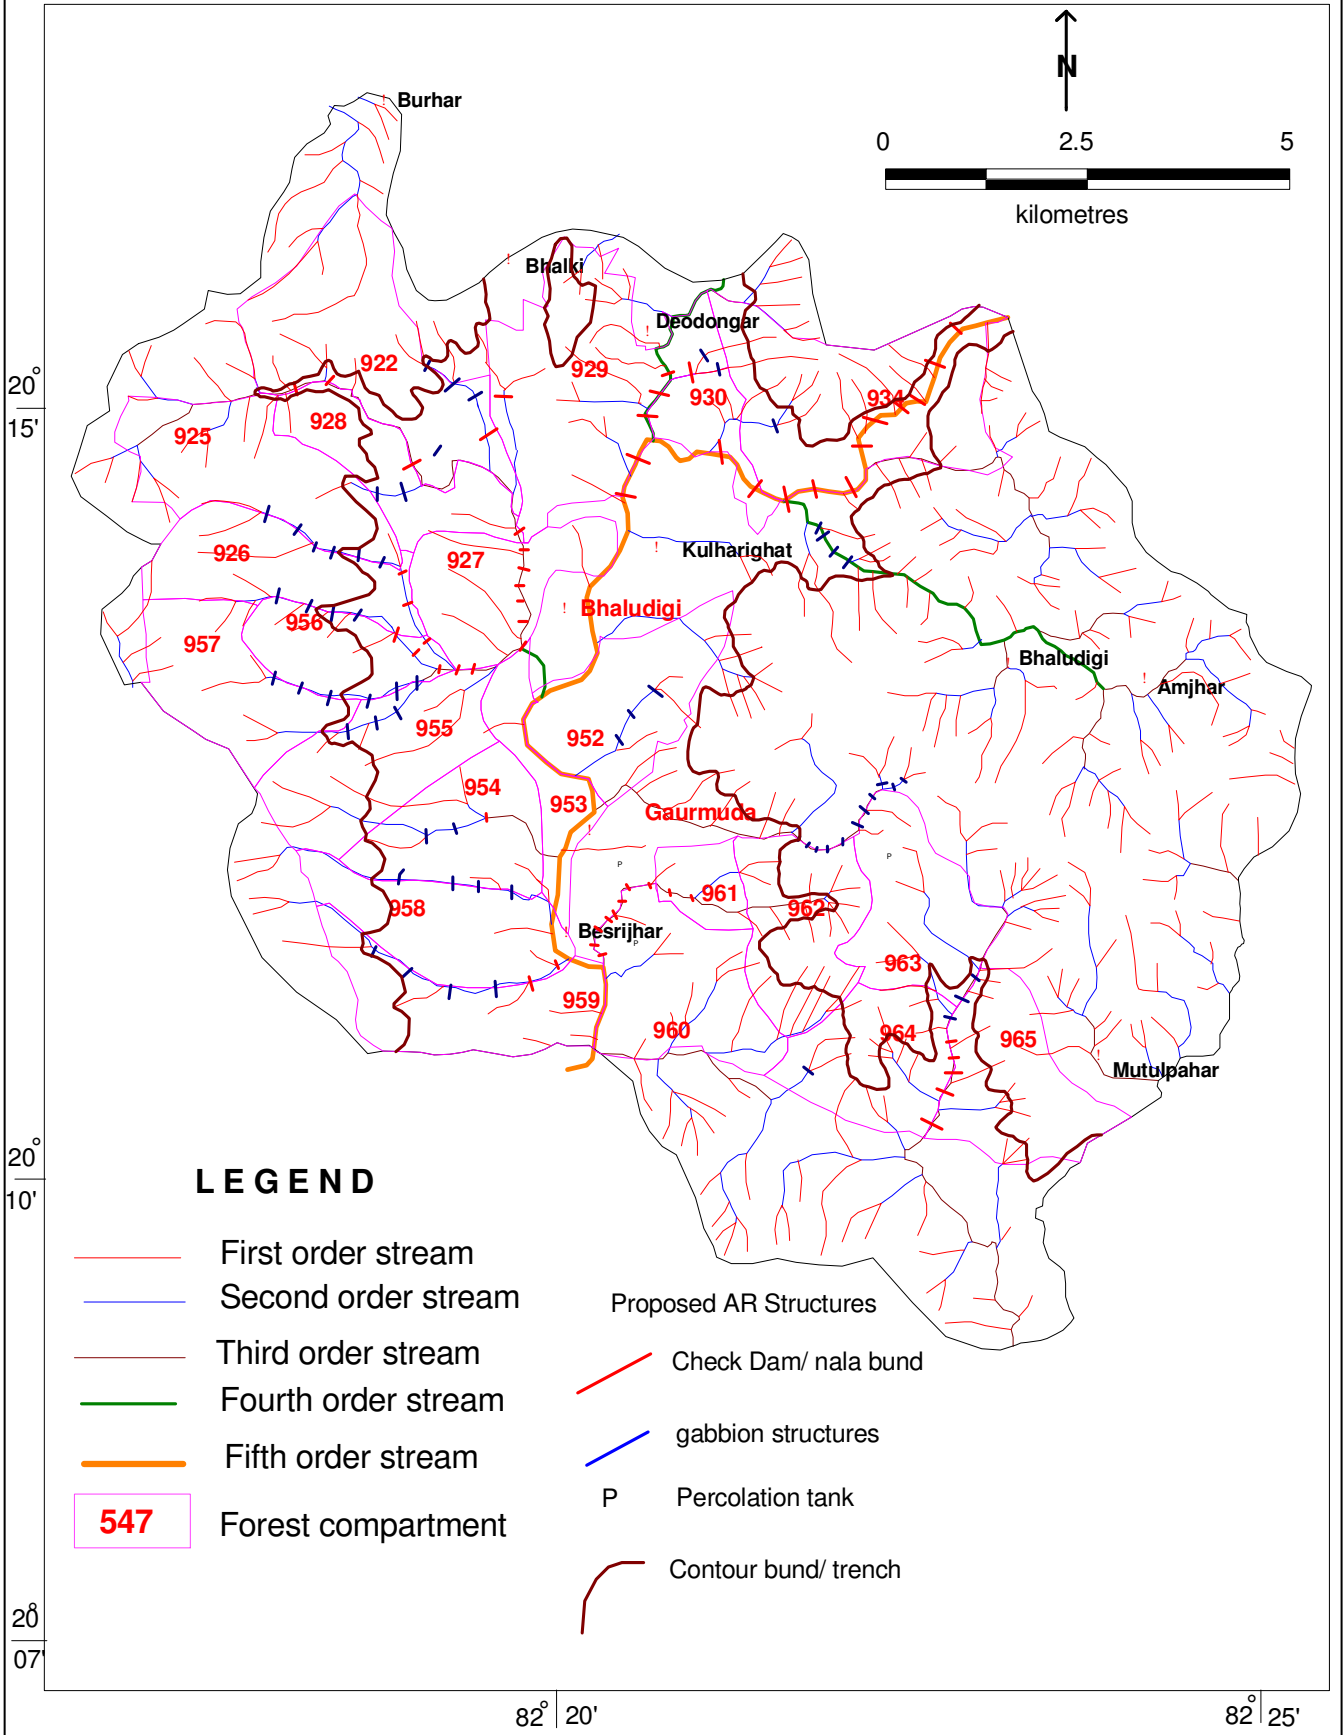 N
Burhar
0 2.5 5
kilometres
Bhalki
Deodongar
922
929
20°
15'
930
934
925
928
926
927
Kulharighat
Bhaludigi
956
957
Bhaludigi
Amjhar
955
952
954
953
Gaurmuda
P
P
961
958
962
Besrijhar
P
963
959
960
964
965
Mutulpahar
20°
10'
LEGEND
First order stream
Second order stream
Third order stream
Fourth order stream
Fifth order stream
547 Forest compartment
Proposed AR Structures
Check Dam/ nala bund
gabbion structures
P Percolation tank
Contour bund/ trench
20°
07'
82° 20'
82° 25'